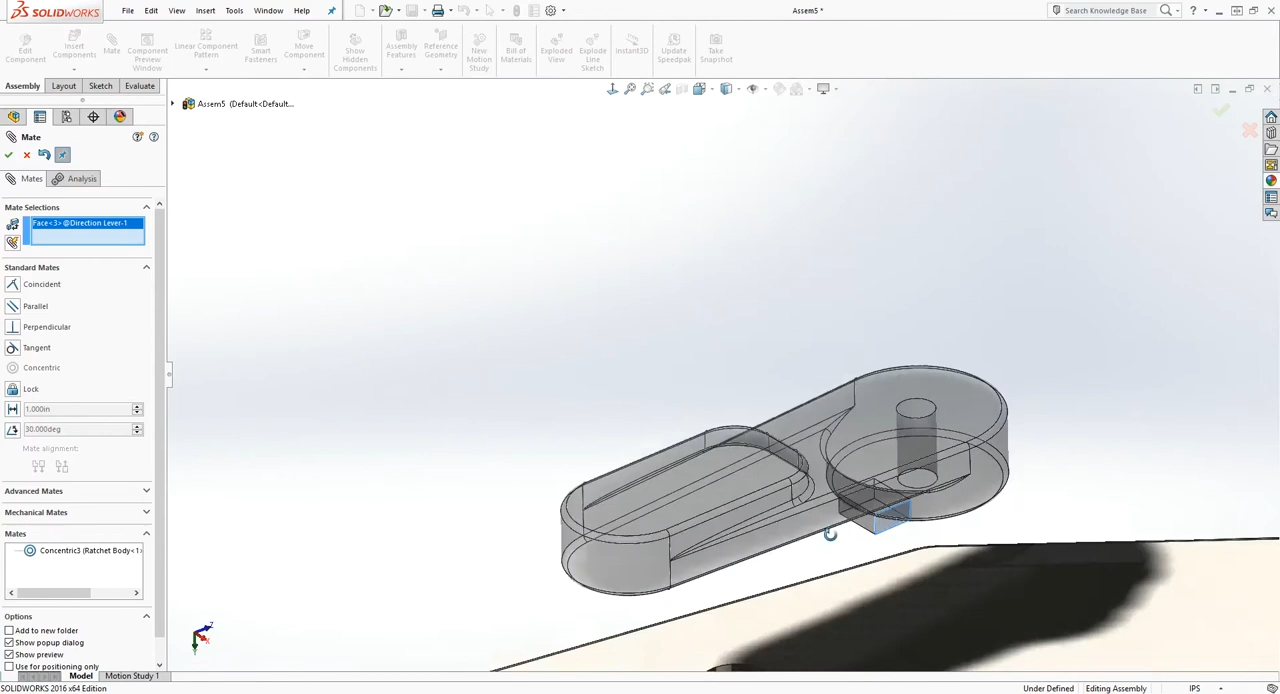 SOLIDWORKS File Edit View Insert Tools Window Help Assem5 * Search Knowledge Base
Edit Component
Insert Components
Mate
Component Preview Window
Linear Component Pattern
Smart Fasteners
Move Component
Show Hidden Components
Assembly Features
Reference Geometry
New Motion Study
Bill of Materials
Exploded View
Explode Line Sketch
Instant3D
Update Speedpak
Take Snapshot
Assembly Layout Sketch Evaluate
Assem5 (Default<Default...
Mate
Mates Analysis
Mate Selections
Face<3>@Direction Lever-1
Standard Mates
Coincident
Parallel
Perpendicular
Tangent
Concentric
Lock
1.000in
30.000deg
Mate alignment:
Advanced Mates
Mechanical Mates
Mates
Concentric3 (Ratchet Body<1>
Options
Add to new folder
Show popup dialog
Show preview
Use for positioning only
Model Motion Study 1
SOLIDWORKS 2016 x64 Edition Under Defined Editing Assembly IPS